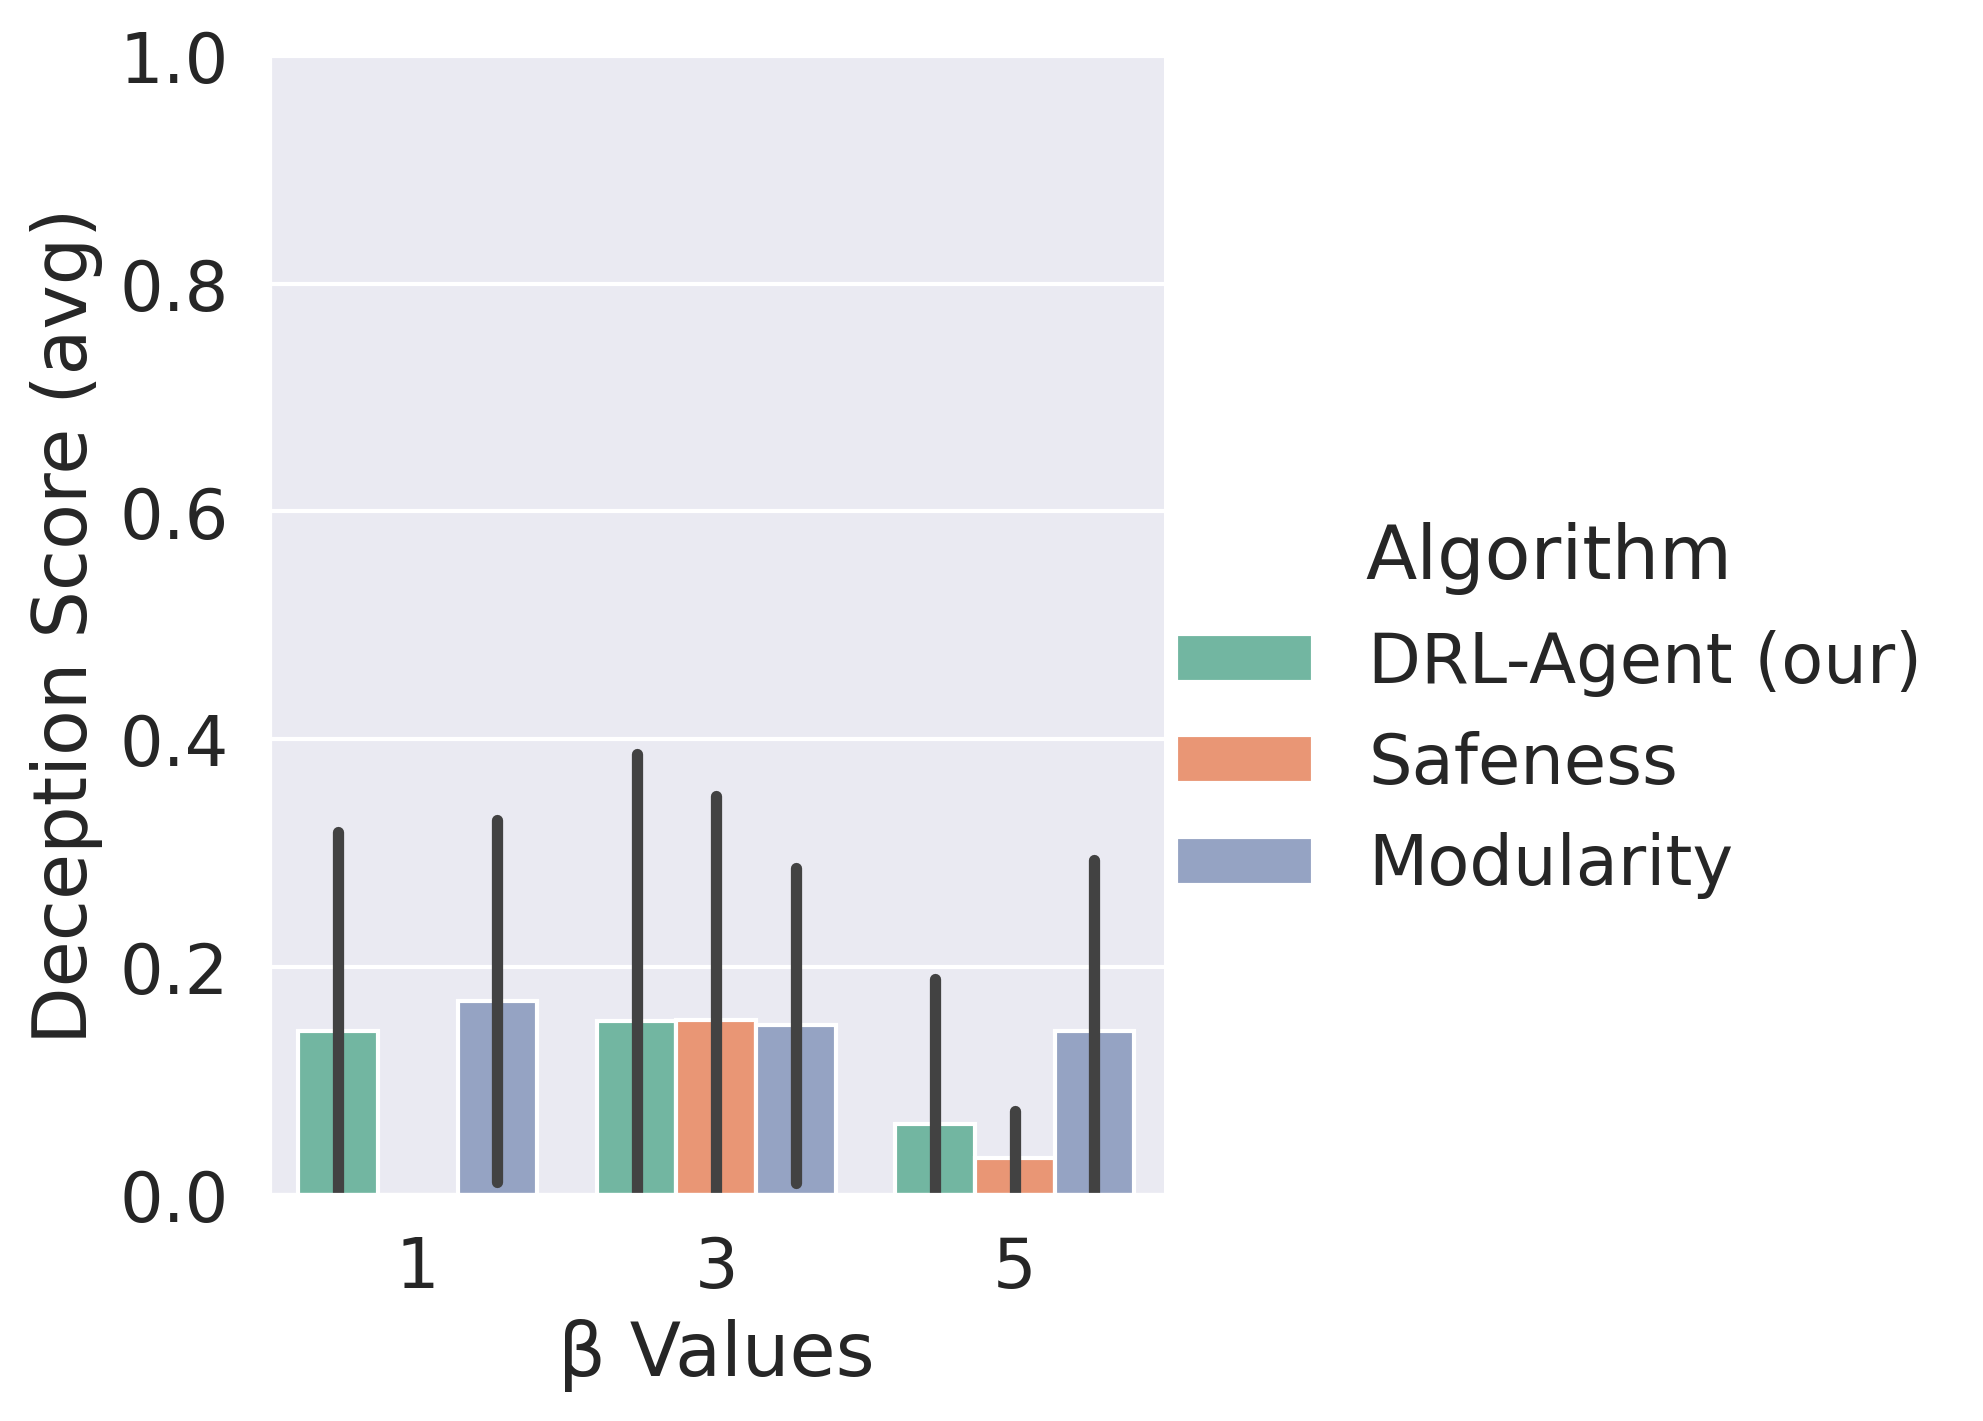 1.0
0.8
0.6
0.4
0.2
0.0
Deception Score (avg)
1 3 5
β Values
Algorithm
DRL-Agent (our)
Safeness
Modularity